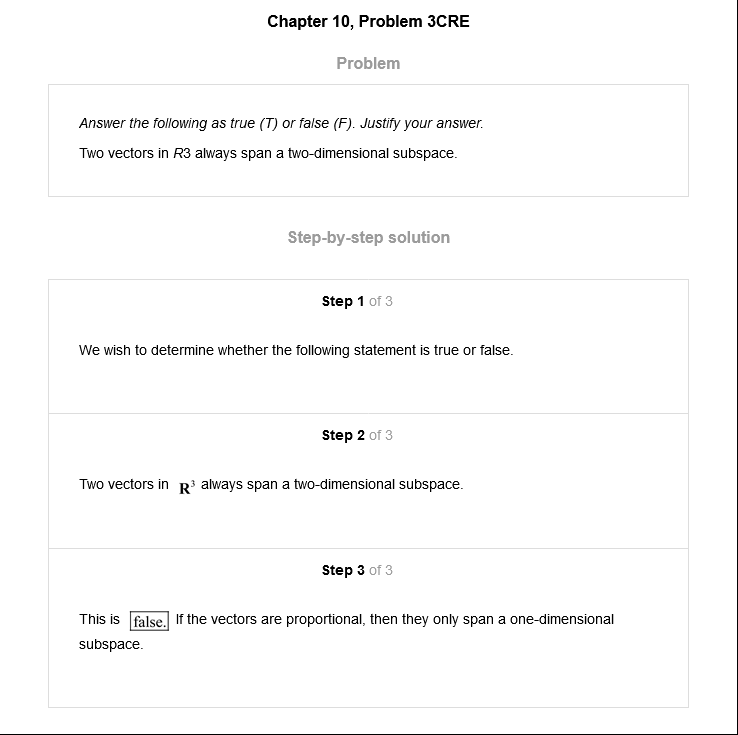 Chapter 10, Problem 3CRE
Problem
Answer the following as true (T) or false (F). Justify your answer.
Two vectors in R3 always span a two-dimensional subspace.
Step-by-step solution
Step 1 of 3
We wish to determine whether the following statement is true or false.
Step 2 of 3
Two vectors in R³ always span a two-dimensional subspace.
Step 3 of 3
This is false. If the vectors are proportional, then they only span a one-dimensional
subspace.